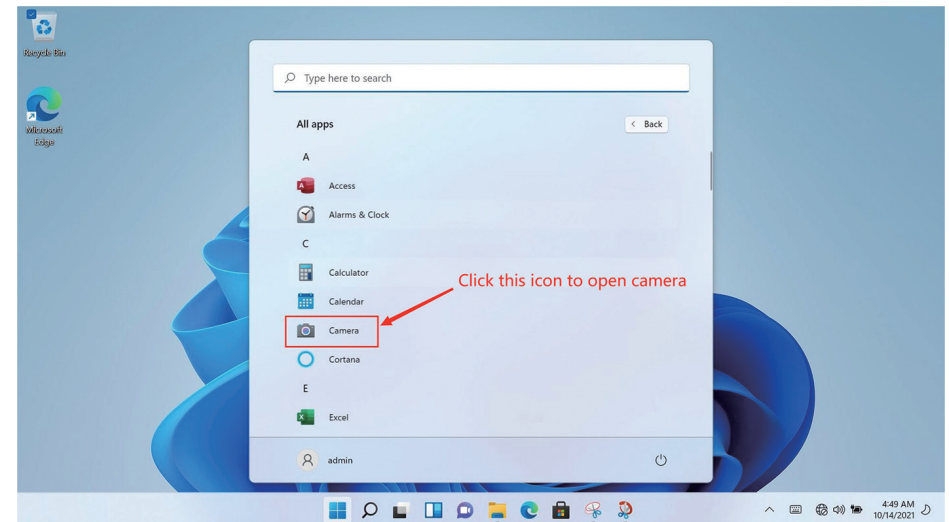 Recycle Bin
Microsoft
Edge
Type here to search
All apps
< Back
A
Access
Alarms & Clock
C
Calculator
Click this icon to open camera
Calendar
Camera
Cortana
E
Excel
admin
4:49 AM
10/14/2021